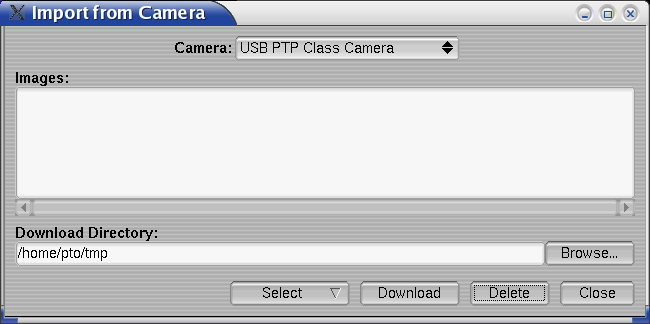 Import from Camera
Camera: USB PTP Class Camera
Images:
Download Directory:
/home/pto/tmp Browse...
Select Download Delete Close